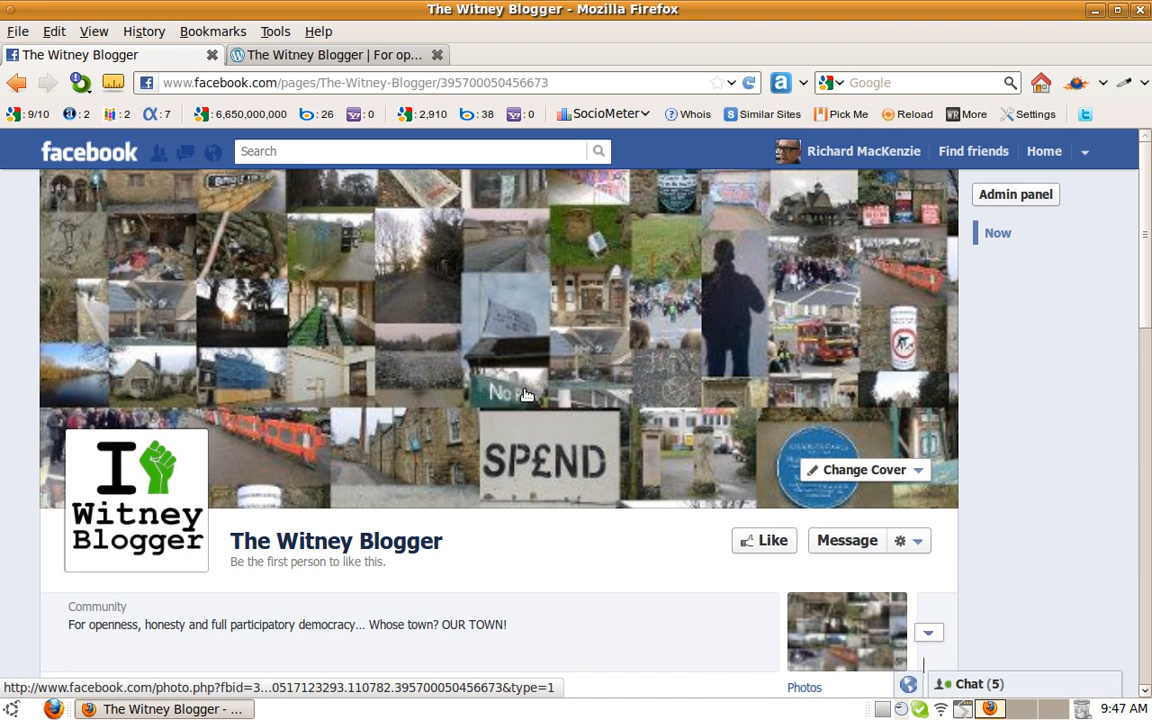 The Witney Blogger - Mozilla Firefox
File Edit View History Bookmarks Tools Help
The Witney Blogger
The Witney Blogger | For op...
www.facebook.com/pages/The-Witney-Blogger/395700050456673
Google
: 9/10 : 2 : 2 : 7 : 6,650,000,000 : 26 : 0 : 2,910 : 38 : 0 SocioMeter Whois Similar Sites Pick Me Reload More Settings
facebook
Search
Richard MacKenzie
Find friends
Home
Admin panel
Now
No
SP£ND
Change Cover
I
Witney
Blogger
The Witney Blogger
Be the first person to like this.
Like
Message
Community
For openness, honesty and full participatory democracy... Whose town? OUR TOWN!
Photos
http://www.facebook.com/photo.php?fbid=3...0517123293.110782.395700050456673&type=1
Chat (5)
The Witney Blogger - ...
9:47 AM